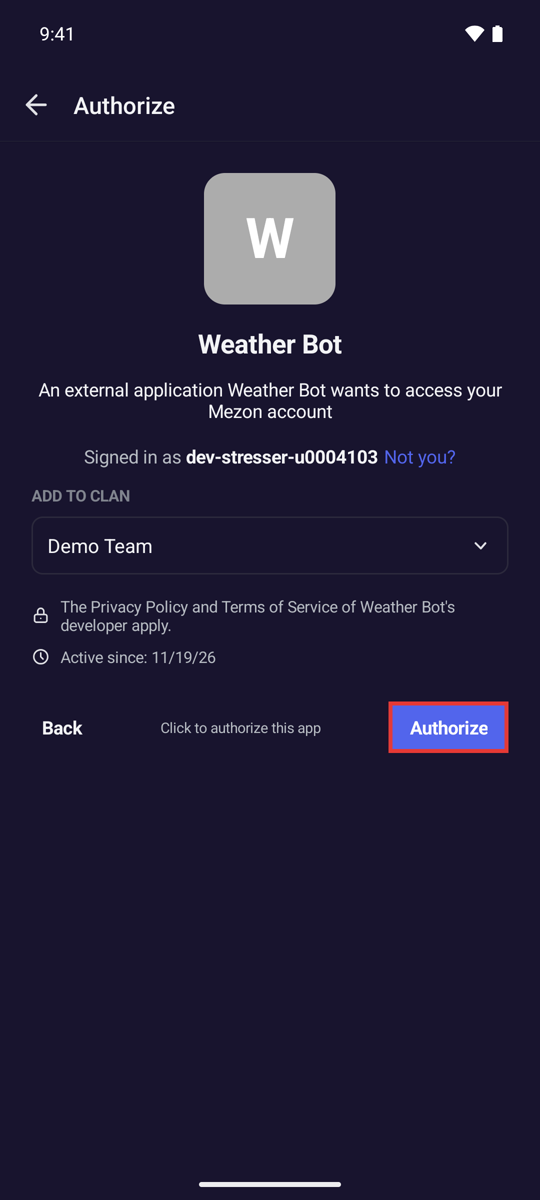 9:41
Authorize
W
Weather Bot
An external application Weather Bot wants to access your
Mezon account
Signed in as dev-stresser-u0004103 Not you?
ADD TO CLAN
Demo Team
The Privacy Policy and Terms of Service of Weather Bot's
developer apply.
Active since: 11/19/26
Back
Click to authorize this app
Authorize